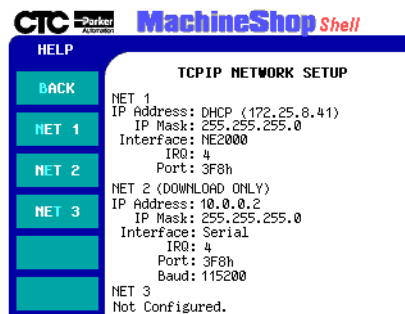 CTC Parker Automation MachineShop Shell
HELP
TCPIP NETWORK SETUP
BACK
NET 1
NET 2
NET 3
NET 1
IP Address: DHCP (172.25.8.41)
IP Mask: 255.255.255.0
Interface: NE2000
IRQ: 4
Port: 3F8h
NET 2 (DOWNLOAD ONLY)
IP Address: 10.0.0.2
IP Mask: 255.255.255.0
Interface: Serial
IRQ: 4
Port: 3F8h
Baud: 115200
NET 3
Not Configured.